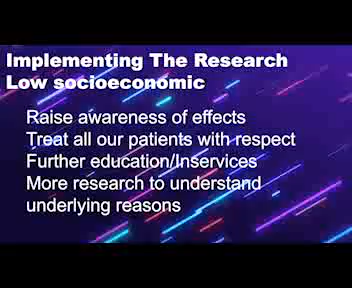 Implementing The Research
Low socioeconomic
Raise awareness of effects
Treat all our patients with respect
Further education/Inservices
More research to understand
underlying reasons